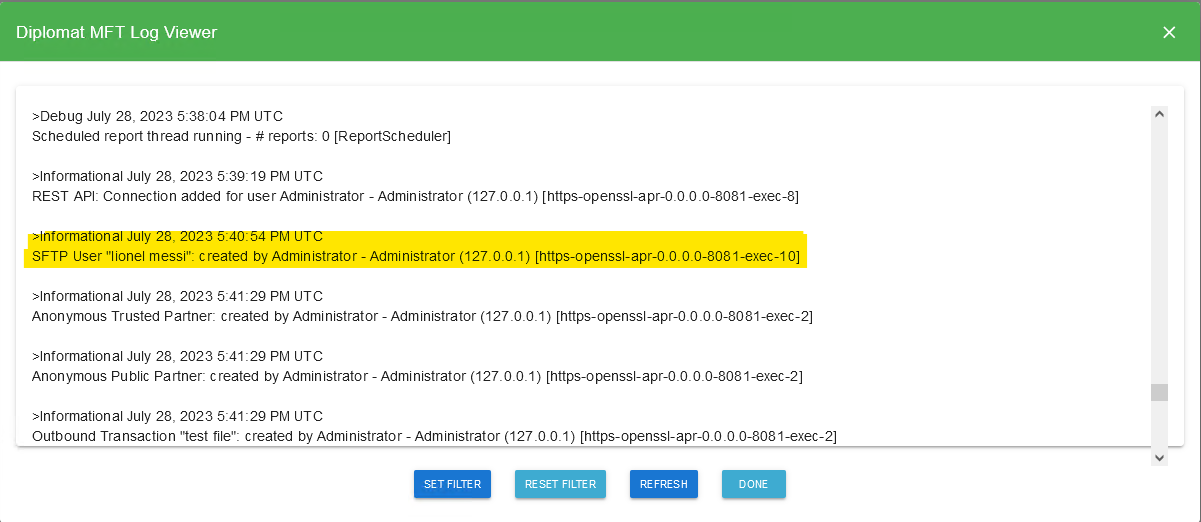 Diplomat MFT Log Viewer
>Debug July 28, 2023 5:38:04 PM UTC
Scheduled report thread running - # reports: 0 [ReportScheduler]
>Informational July 28, 2023 5:39:19 PM UTC
REST API: Connection added for user Administrator - Administrator (127.0.0.1) [https-openssl-apr-0.0.0.0-8081-exec-8]
>Informational July 28, 2023 5:40:54 PM UTC
SFTP User "lionel messi": created by Administrator - Administrator (127.0.0.1) [https-openssl-apr-0.0.0.0-8081-exec-10]
>Informational July 28, 2023 5:41:29 PM UTC
Anonymous Trusted Partner: created by Administrator - Administrator (127.0.0.1) [https-openssl-apr-0.0.0.0-8081-exec-2]
>Informational July 28, 2023 5:41:29 PM UTC
Anonymous Public Partner: created by Administrator - Administrator (127.0.0.1) [https-openssl-apr-0.0.0.0-8081-exec-2]
>Informational July 28, 2023 5:41:29 PM UTC
Outbound Transaction "test file": created by Administrator - Administrator (127.0.0.1) [https-openssl-apr-0.0.0.0-8081-exec-2]
SET FILTER RESET FILTER REFRESH DONE